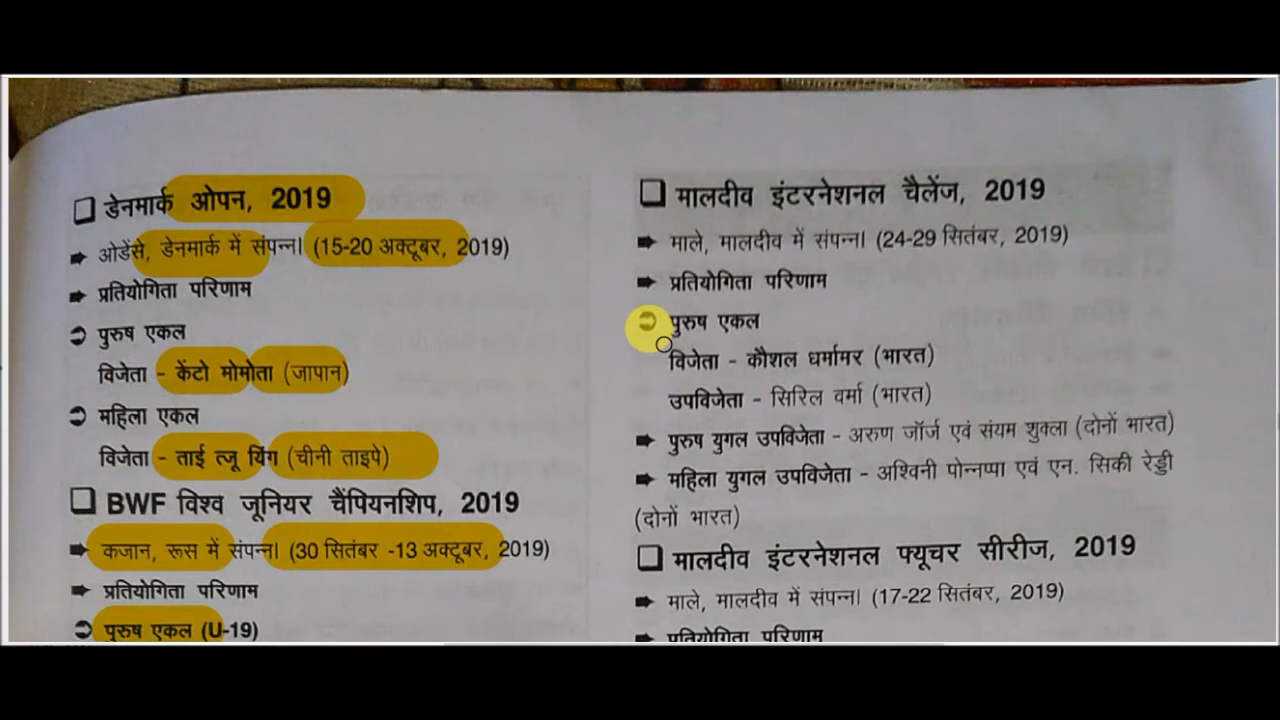 ❑ डेनमार्क ओपन, 2019
➡ ओडेंसे, डेनमार्क में संपन्न। (15-20 अक्टूबर, 2019)
➡ प्रतियोगिता परिणाम
➲ पुरुष एकल
विजेता - केंटो मोमोता (जापान)
➲ महिला एकल
विजेता - ताई त्जू यिंग (चीनी ताइपे)
❑ BWF विश्व जूनियर चैंपियनशिप, 2019
➡ कजान, रूस में संपन्न। (30 सितंबर -13 अक्टूबर, 2019)
➡ प्रतियोगिता परिणाम
➲ पुरुष एकल (U-19)
❑ मालदीव इंटरनेशनल चैलेंज, 2019
➡ माले, मालदीव में संपन्न। (24-29 सितंबर, 2019)
➡ प्रतियोगिता परिणाम
➲ पुरुष एकल
विजेता - कौशल धर्मामर (भारत)
उपविजेता - सिरिल वर्मा (भारत)
➡ पुरुष युगल उपविजेता - अरुण जॉर्ज एवं संयम शुक्ला (दोनों भारत)
➡ महिला युगल उपविजेता - अश्विनी पोन्नप्पा एवं एन. सिकी रेड्डी
(दोनों भारत)
❑ मालदीव इंटरनेशनल फ्यूचर सीरीज, 2019
➡ माले, मालदीव में संपन्न। (17-22 सितंबर, 2019)
➡ प्रतियोगिता परिणाम